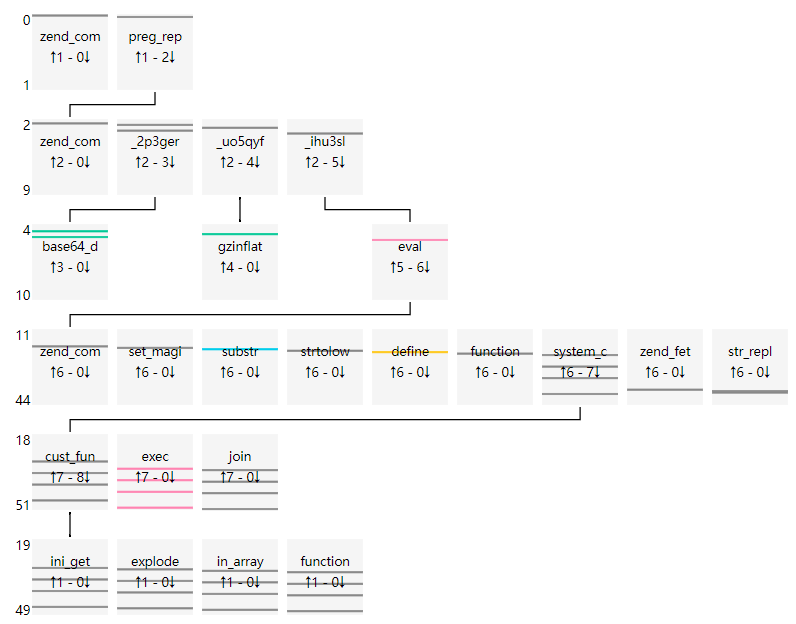 0
zend_com preg_rep
↑1 - 0↓ ↑1 - 2↓
1
2
zend_com _2p3ger _uo5qyf _ihu3sl
↑2 - 0↓ ↑2 - 3↓ ↑2 - 4↓ ↑2 - 5↓
9
4
base64_d gzinflat eval
↑3 - 0↓ ↑4 - 0↓ ↑5 - 6↓
10
11
zend_com set_magi substr strtolow define function system_c zend_fet str_repl
↑6 - 0↓ ↑6 - 0↓ ↑6 - 0↓ ↑6 - 0↓ ↑6 - 0↓ ↑6 - 0↓ ↑6 - 7↓ ↑6 - 0↓ ↑6 - 0↓
44
18
cust_fun exec join
↑7 - 8↓ ↑7 - 0↓ ↑7 - 0↓
51
19
ini_get explode in_array function
↑1 - 0↓ ↑1 - 0↓ ↑1 - 0↓ ↑1 - 0↓
49